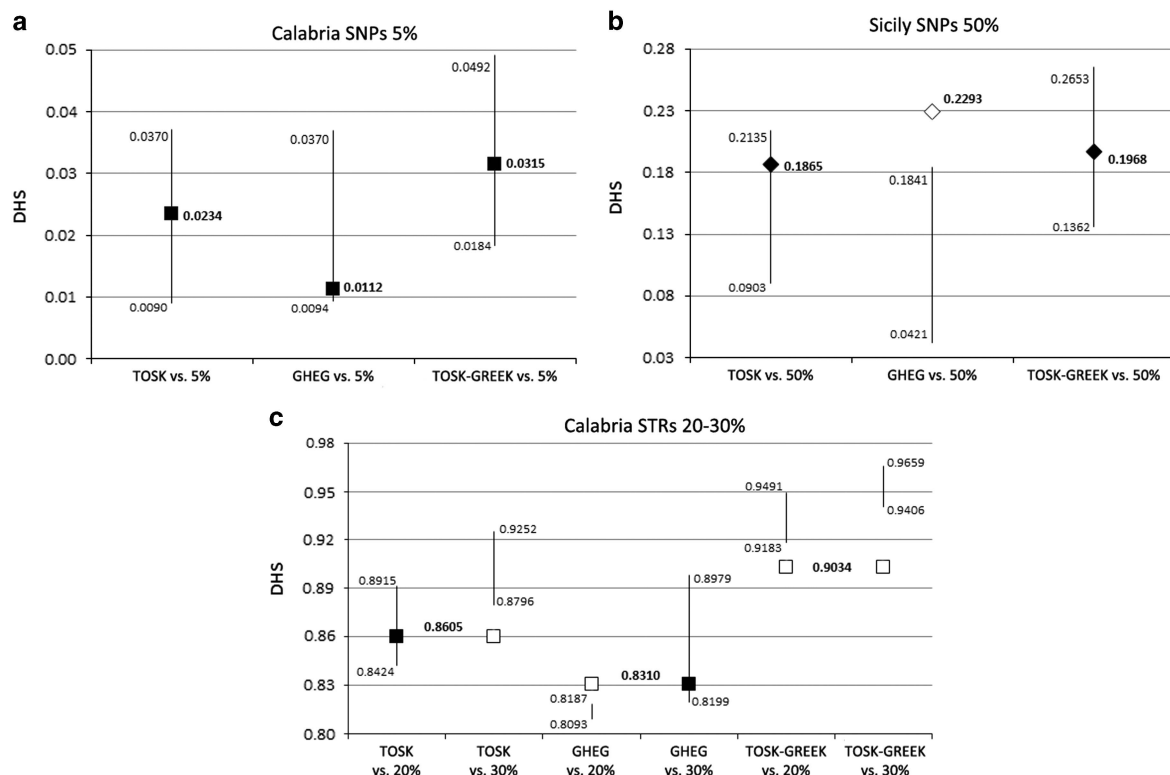 a
Calabria SNPs 5%
0.05
0.04
0.03
0.02
0.01
0.00
DHS
0.0370
0.0234
0.0090
0.0370
0.0112
0.0094
0.0492
0.0315
0.0184
TOSK vs. 5%
GHEG vs. 5%
TOSK-GREEK vs. 5%
b
Sicily SNPs 50%
0.28
0.23
0.18
0.13
0.08
0.03
DHS
0.2135
0.1865
0.0903
0.2293
0.1841
0.0421
0.2653
0.1968
0.1362
TOSK vs. 50%
GHEG vs. 50%
TOSK-GREEK vs. 50%
c
Calabria STRs 20-30%
0.98
0.95
0.92
0.89
0.86
0.83
0.80
DHS
0.8915
0.8605
0.8424
0.9252
0.8796
0.8310
0.8187
0.8093
0.8979
0.8199
0.9491
0.9183
0.9034
0.9659
0.9406
TOSK
vs. 20%
TOSK
vs. 30%
GHEG
vs. 20%
GHEG
vs. 30%
TOSK-GREEK
vs. 20%
TOSK-GREEK
vs. 30%